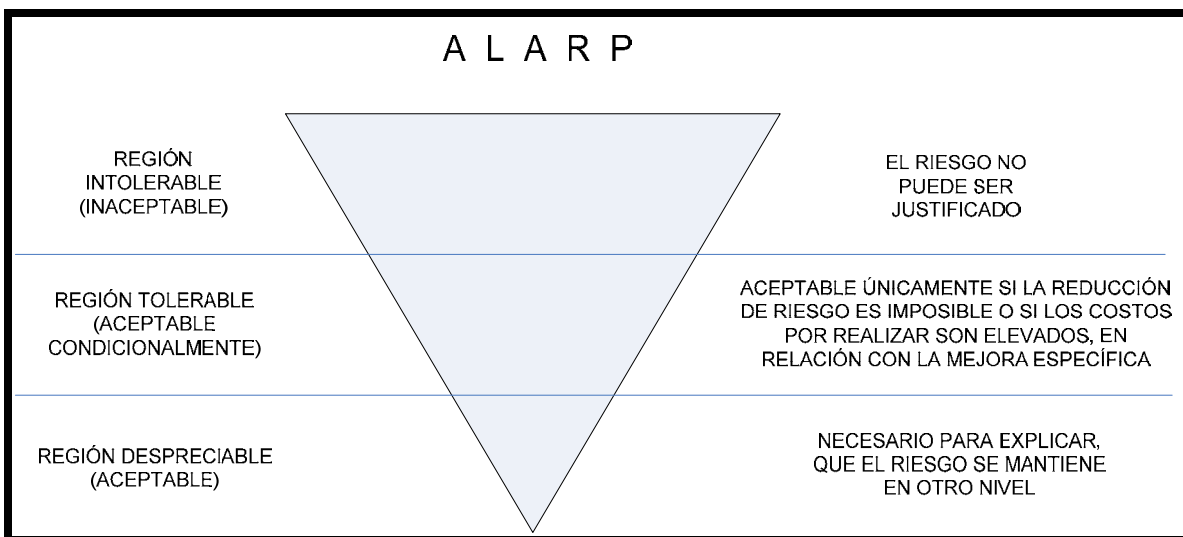 A L A R P
REGIÓN
INTOLERABLE
(INACEPTABLE)
EL RIESGO NO
PUEDE SER
JUSTIFICADO
REGIÓN TOLERABLE
(ACEPTABLE
CONDICIONALMENTE)
ACEPTABLE ÚNICAMENTE SI LA REDUCCIÓN
DE RIESGO ES IMPOSIBLE O SI LOS COSTOS
POR REALIZAR SON ELEVADOS, EN
RELACIÓN CON LA MEJORA ESPECÍFICA
REGIÓN DESPRECIABLE
(ACEPTABLE)
NECESARIO PARA EXPLICAR,
QUE EL RIESGO SE MANTIENE
EN OTRO NIVEL